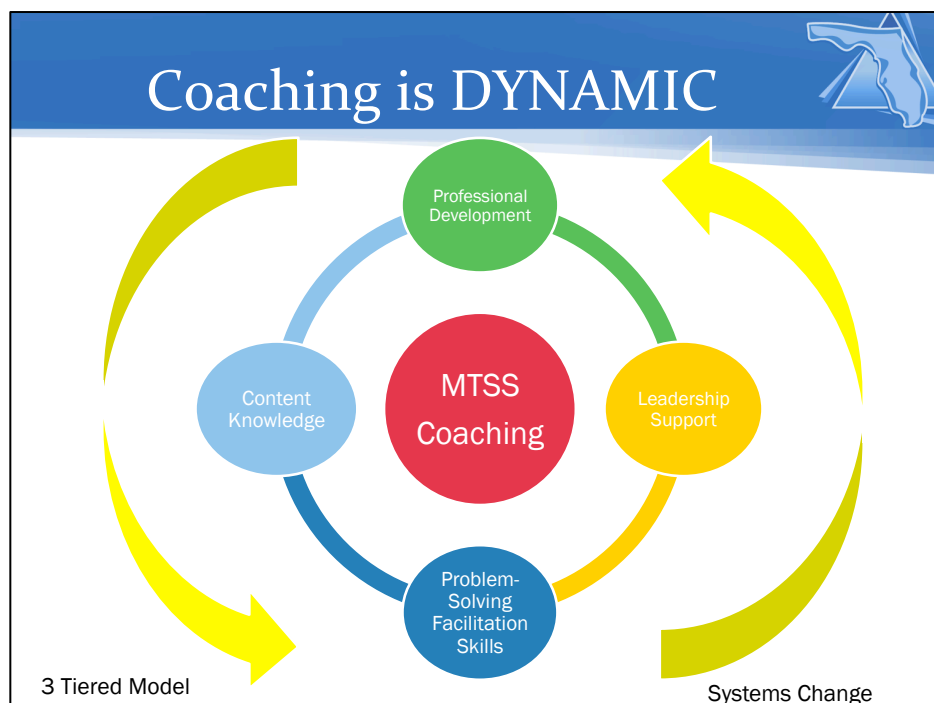 Coaching is DYNAMIC
Professional
Development
Content
Knowledge
MTSS
Coaching
Leadership
Support
Problem-
Solving
Facilitation
Skills
3 Tiered Model
Systems Change